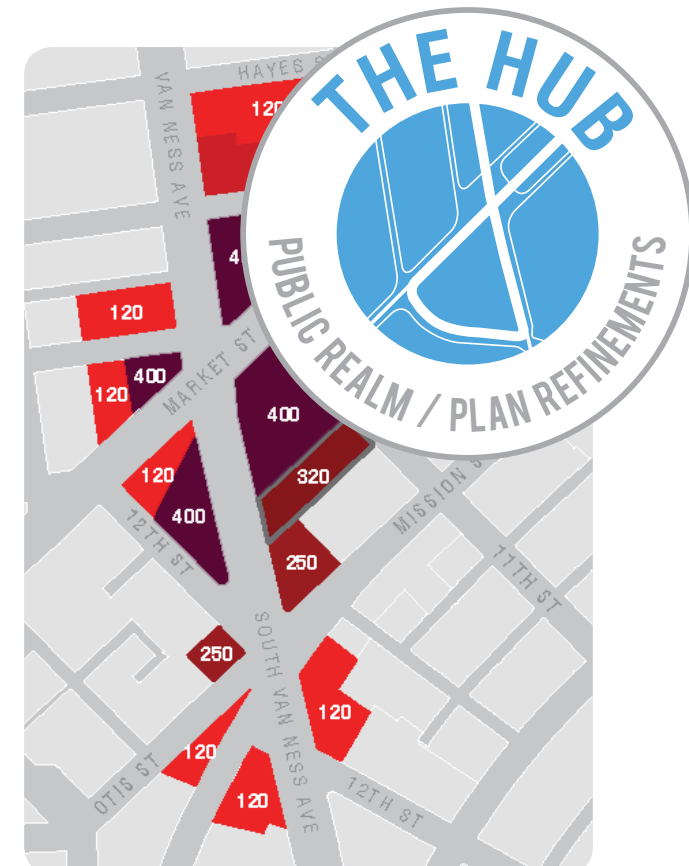 THE HUB
PUBLIC REALM / PLAN REFINEMENTS
HAYES
VAN NESS AVE
120
120
MARKET ST
120
400
400
120
400
320
12TH ST
MISSION
250
11TH ST
250
SOUTH VAN NESS AVE
120
120
OTIS ST
120
12TH ST